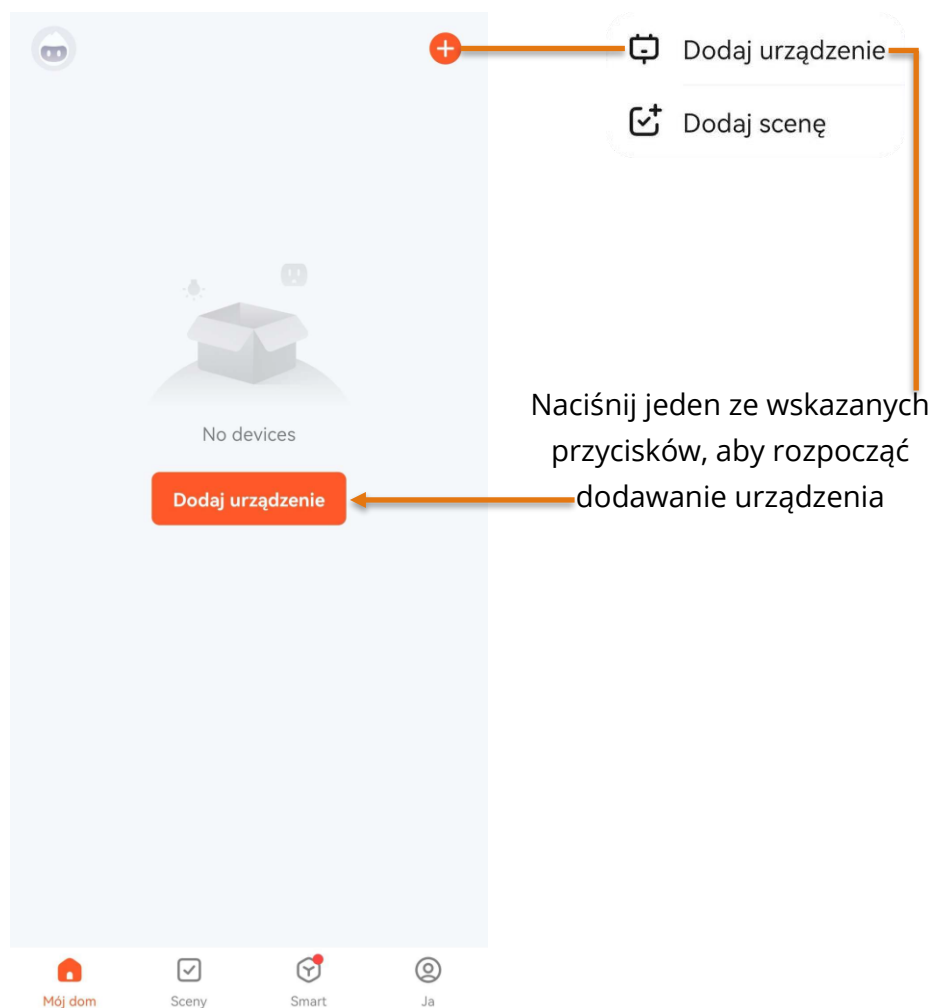 Dodaj urządzenie
Dodaj scenę
Naciśnij jeden ze wskazanych
przycisków, aby rozpocząć
dodawanie urządzenia
No devices
Dodaj urządzenie
Mój dom
Sceny
Smart
Ja